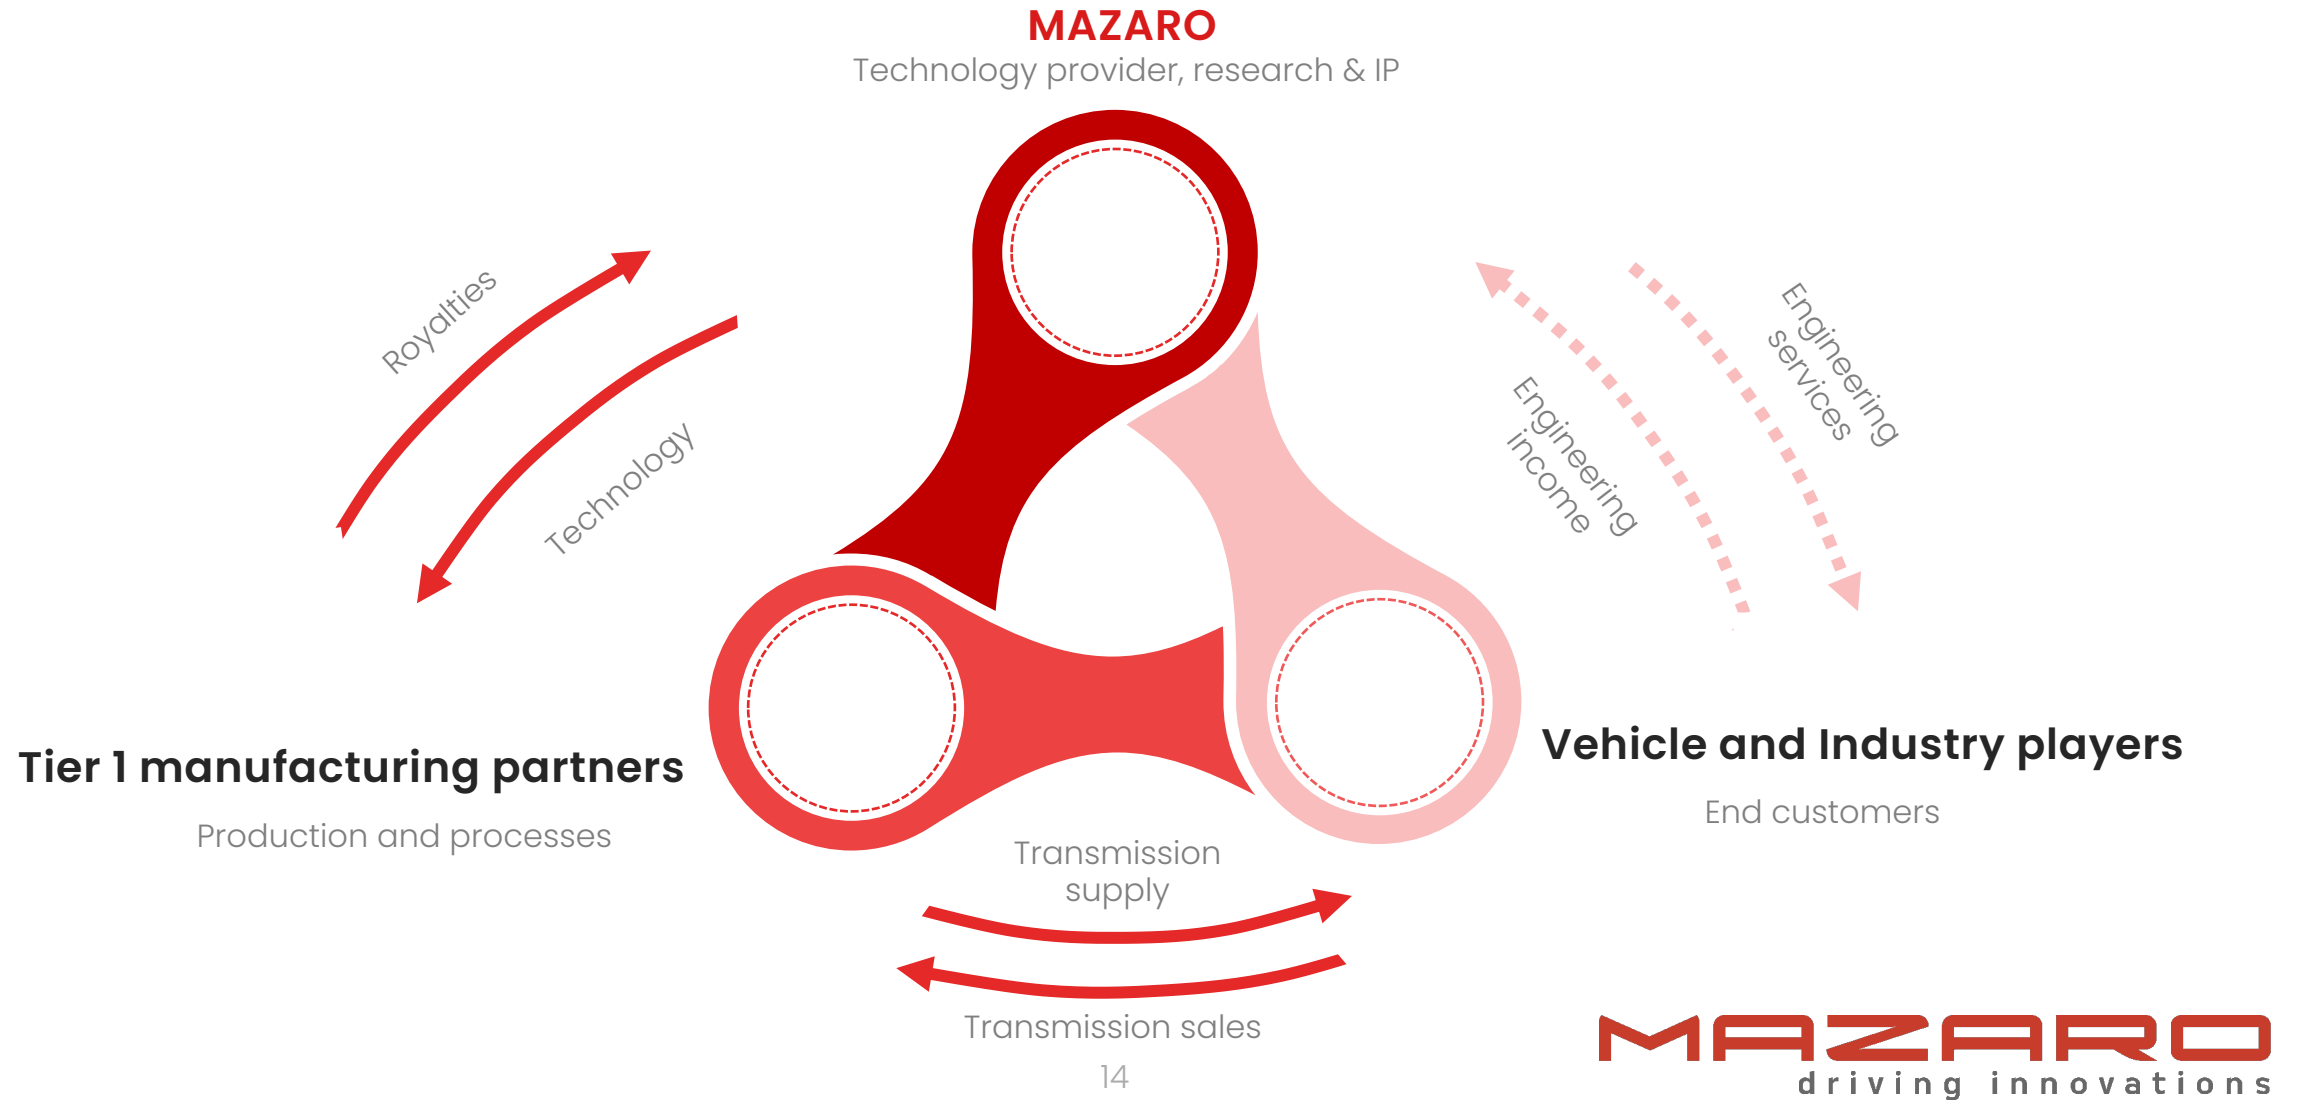 MAZARO
Technology provider, research & IP
Royalties
Technology
Engineering
services
Engineering
income
Tier 1 manufacturing partners
Production and processes
Vehicle and Industry players
End customers
Transmission
supply
Transmission sales
14
MAZARO
driving innovations